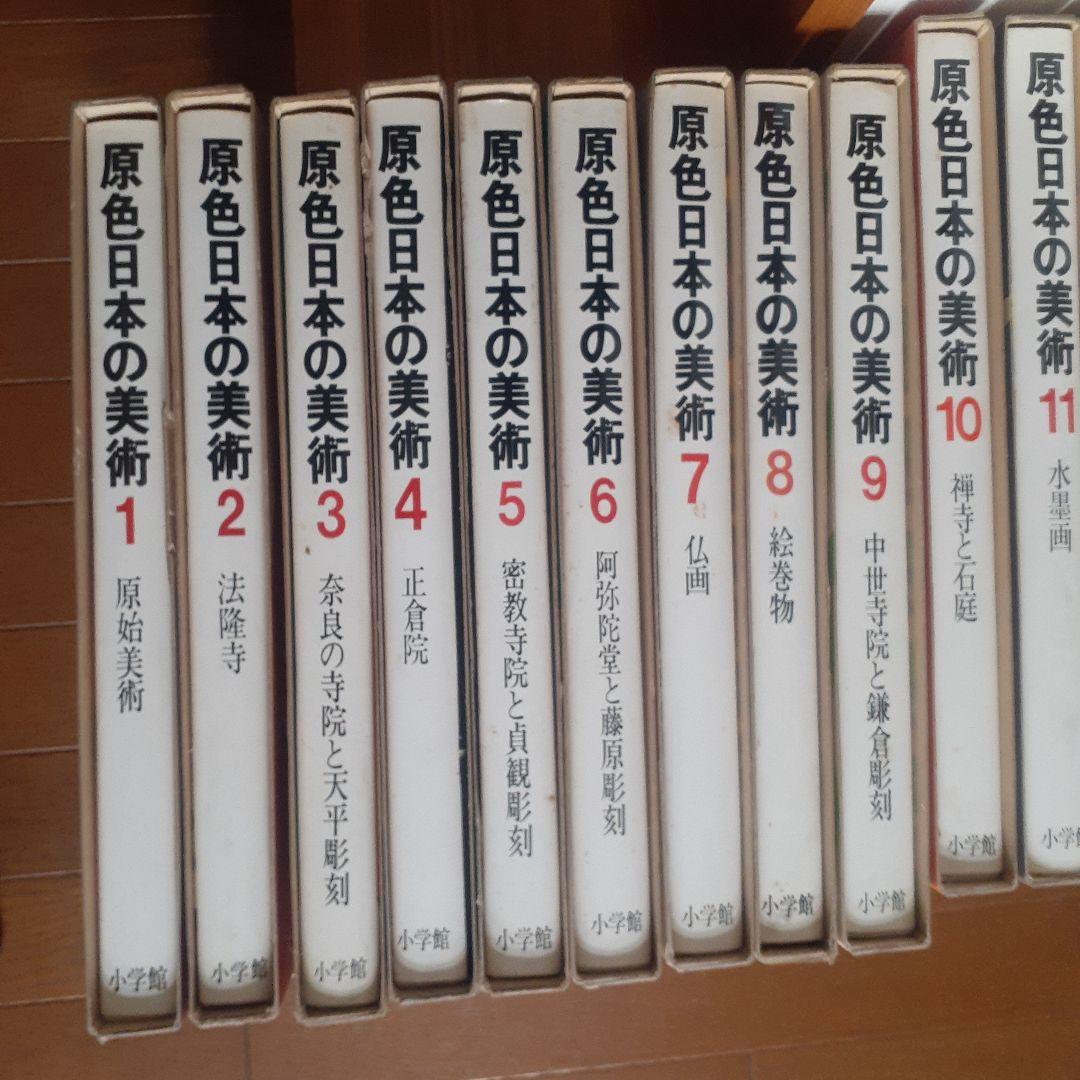 原色日本の美術 1 原始美術 小学館
原色日本の美術 2 法隆寺 小学館
原色日本の美術 3 奈良の寺院と天平彫刻 小学館
原色日本の美術 4 正倉院 小学館
原色日本の美術 5 密教寺院と貞観彫刻 小学館
原色日本の美術 6 阿弥陀堂と藤原彫刻 小学館
原色日本の美術 7 仏画 小学館
原色日本の美術 8 絵巻物 小学館
原色日本の美術 9 中世寺院と鎌倉彫刻 小学館
原色日本の美術 10 禅寺と石庭 小学館
原色日本の美術 11 水墨画 小学館